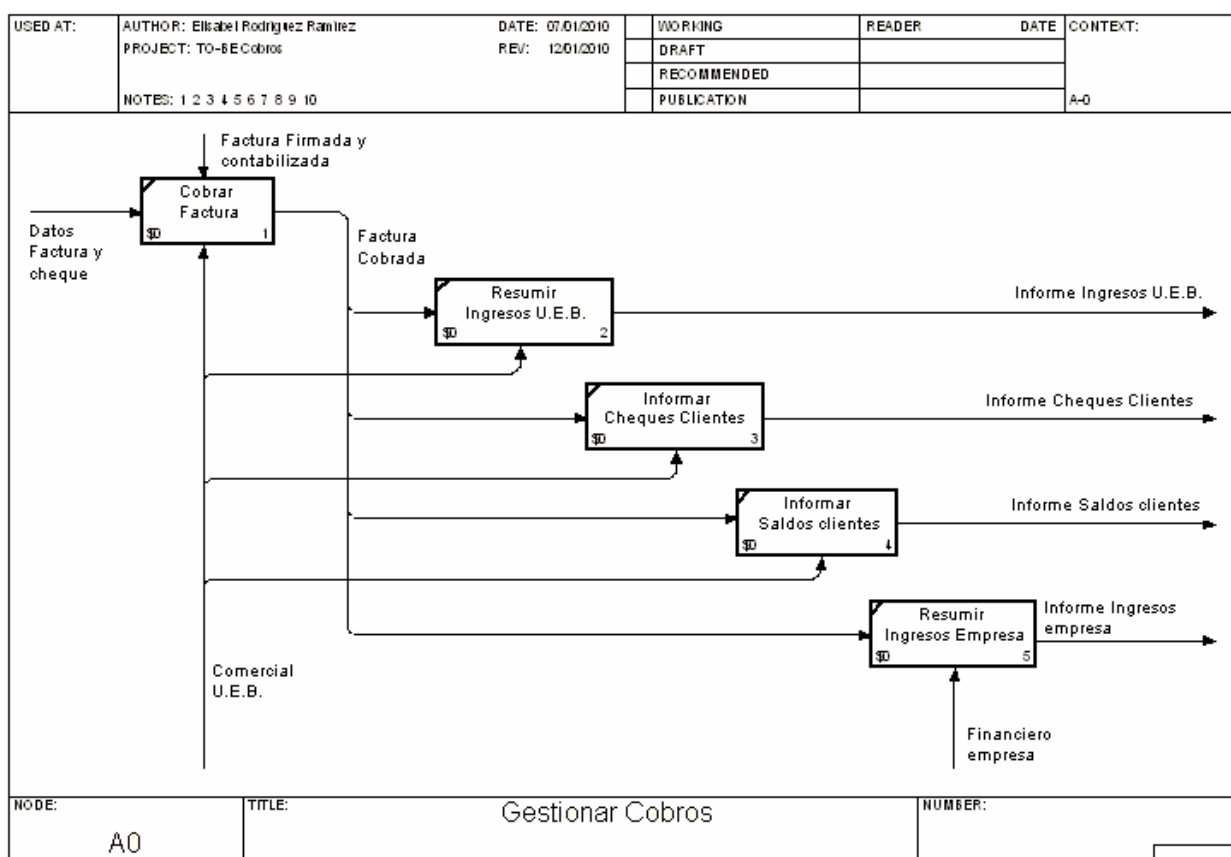 USED AT:
AUTHOR: Elisabel Rodriguez Ramirez
DATE: 07/01/2010
WORKING
READER
DATE
CONTEXT:
PROJECT: TO-BE Cobros
REV: 12/01/2010
DRAFT
RECOMMENDED
NOTES: 1 2 3 4 5 6 7 8 9 10
PUBLICATION
A-0
Factura Firmada y
contabilizada
Cobrar
Factura
$0
1
Datos
Factura y
cheque
Factura
Cobrada
Resumir
Ingresos U.E.B.
$0
2
Informe Ingresos U.E.B.
Informar
Cheques Clientes
$0
3
Informe Cheques Clientes
Informar
Saldos clientes
$0
4
Informe Saldos clientes
Resumir
Ingresos Empresa
$0
5
Informe Ingresos
empresa
Comercial
U.E.B.
Financiero
empresa
NODE:
A0
TITLE:
Gestionar Cobros
NUMBER: